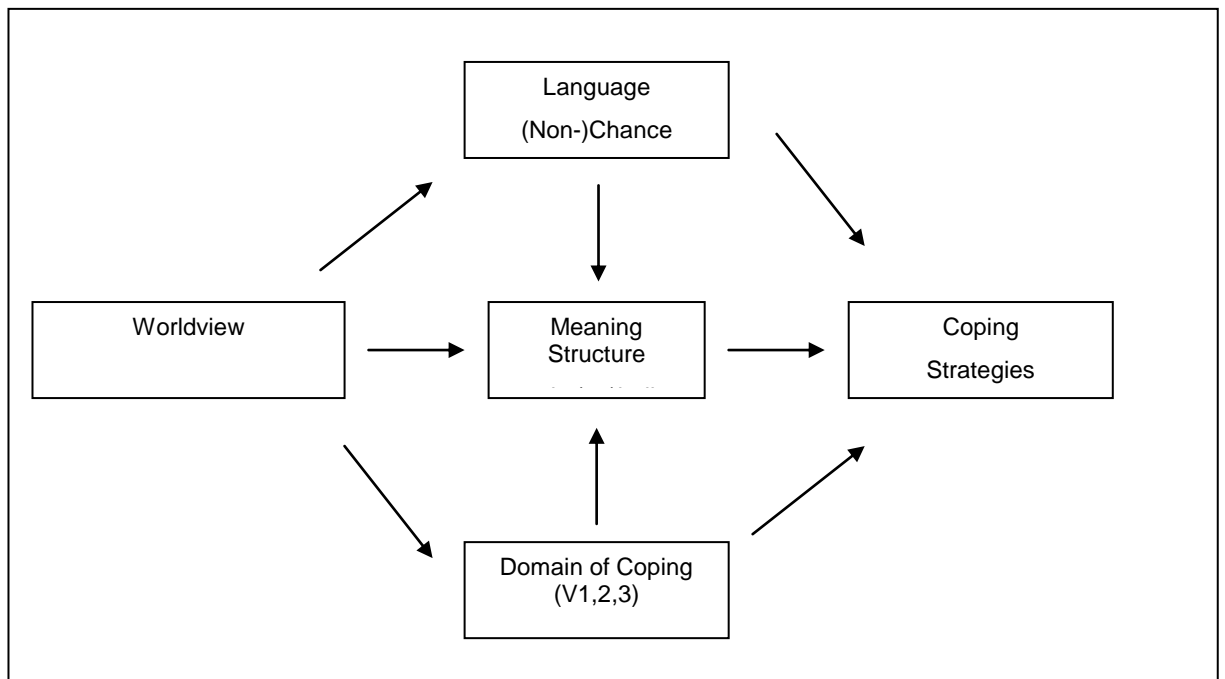 Language
(Non-)Chance
Worldview
Meaning
Structure
Coping
Strategies
Domain of Coping
(V1,2,3)